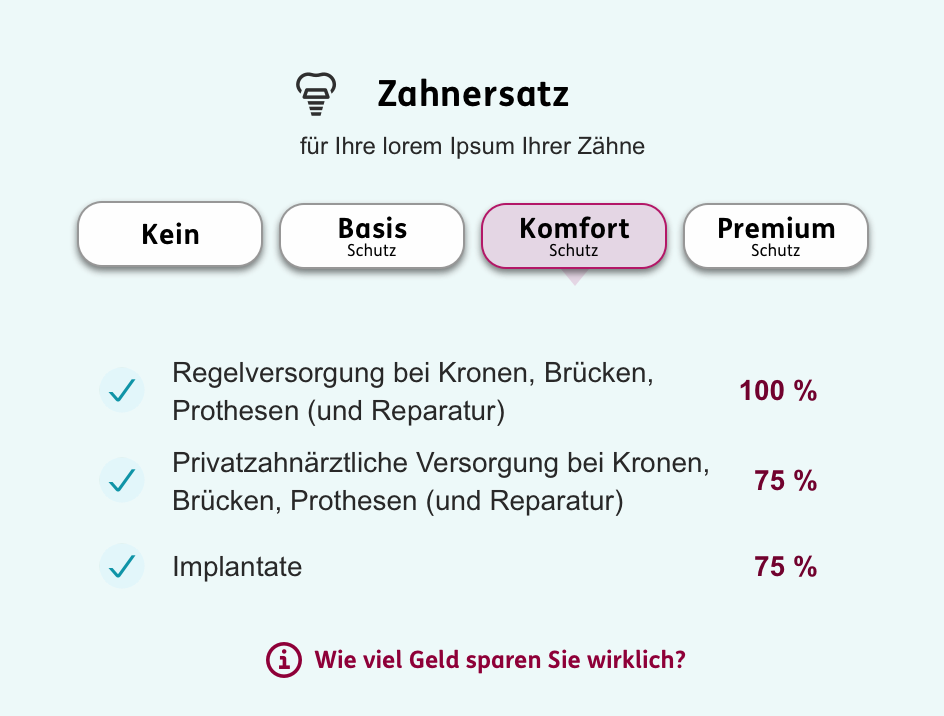 Zahnersatz
für Ihre lorem Ipsum Ihrer Zähne
Kein
Basis
Schutz
Komfort
Schutz
Premium
Schutz
Regelversorgung bei Kronen, Brücken,
Prothesen (und Reparatur)
100 %
Privatzahnärztliche Versorgung bei Kronen,
Brücken, Prothesen (und Reparatur)
75 %
Implantate
75 %
Wie viel Geld sparen Sie wirklich?